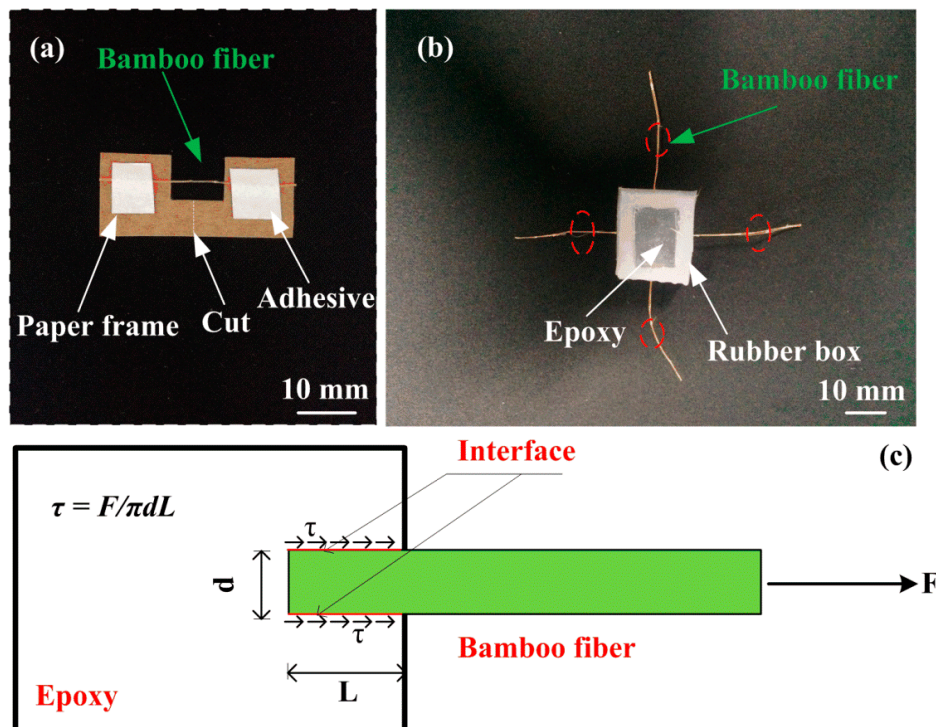 (a)
Bamboo fiber
Paper frame
Cut
Adhesive
10 mm
(b)
Bamboo fiber
Epoxy
Rubber box
10 mm
(c)
Interface
τ = F/πdL
τ
d
F
τ
L
Bamboo fiber
Epoxy